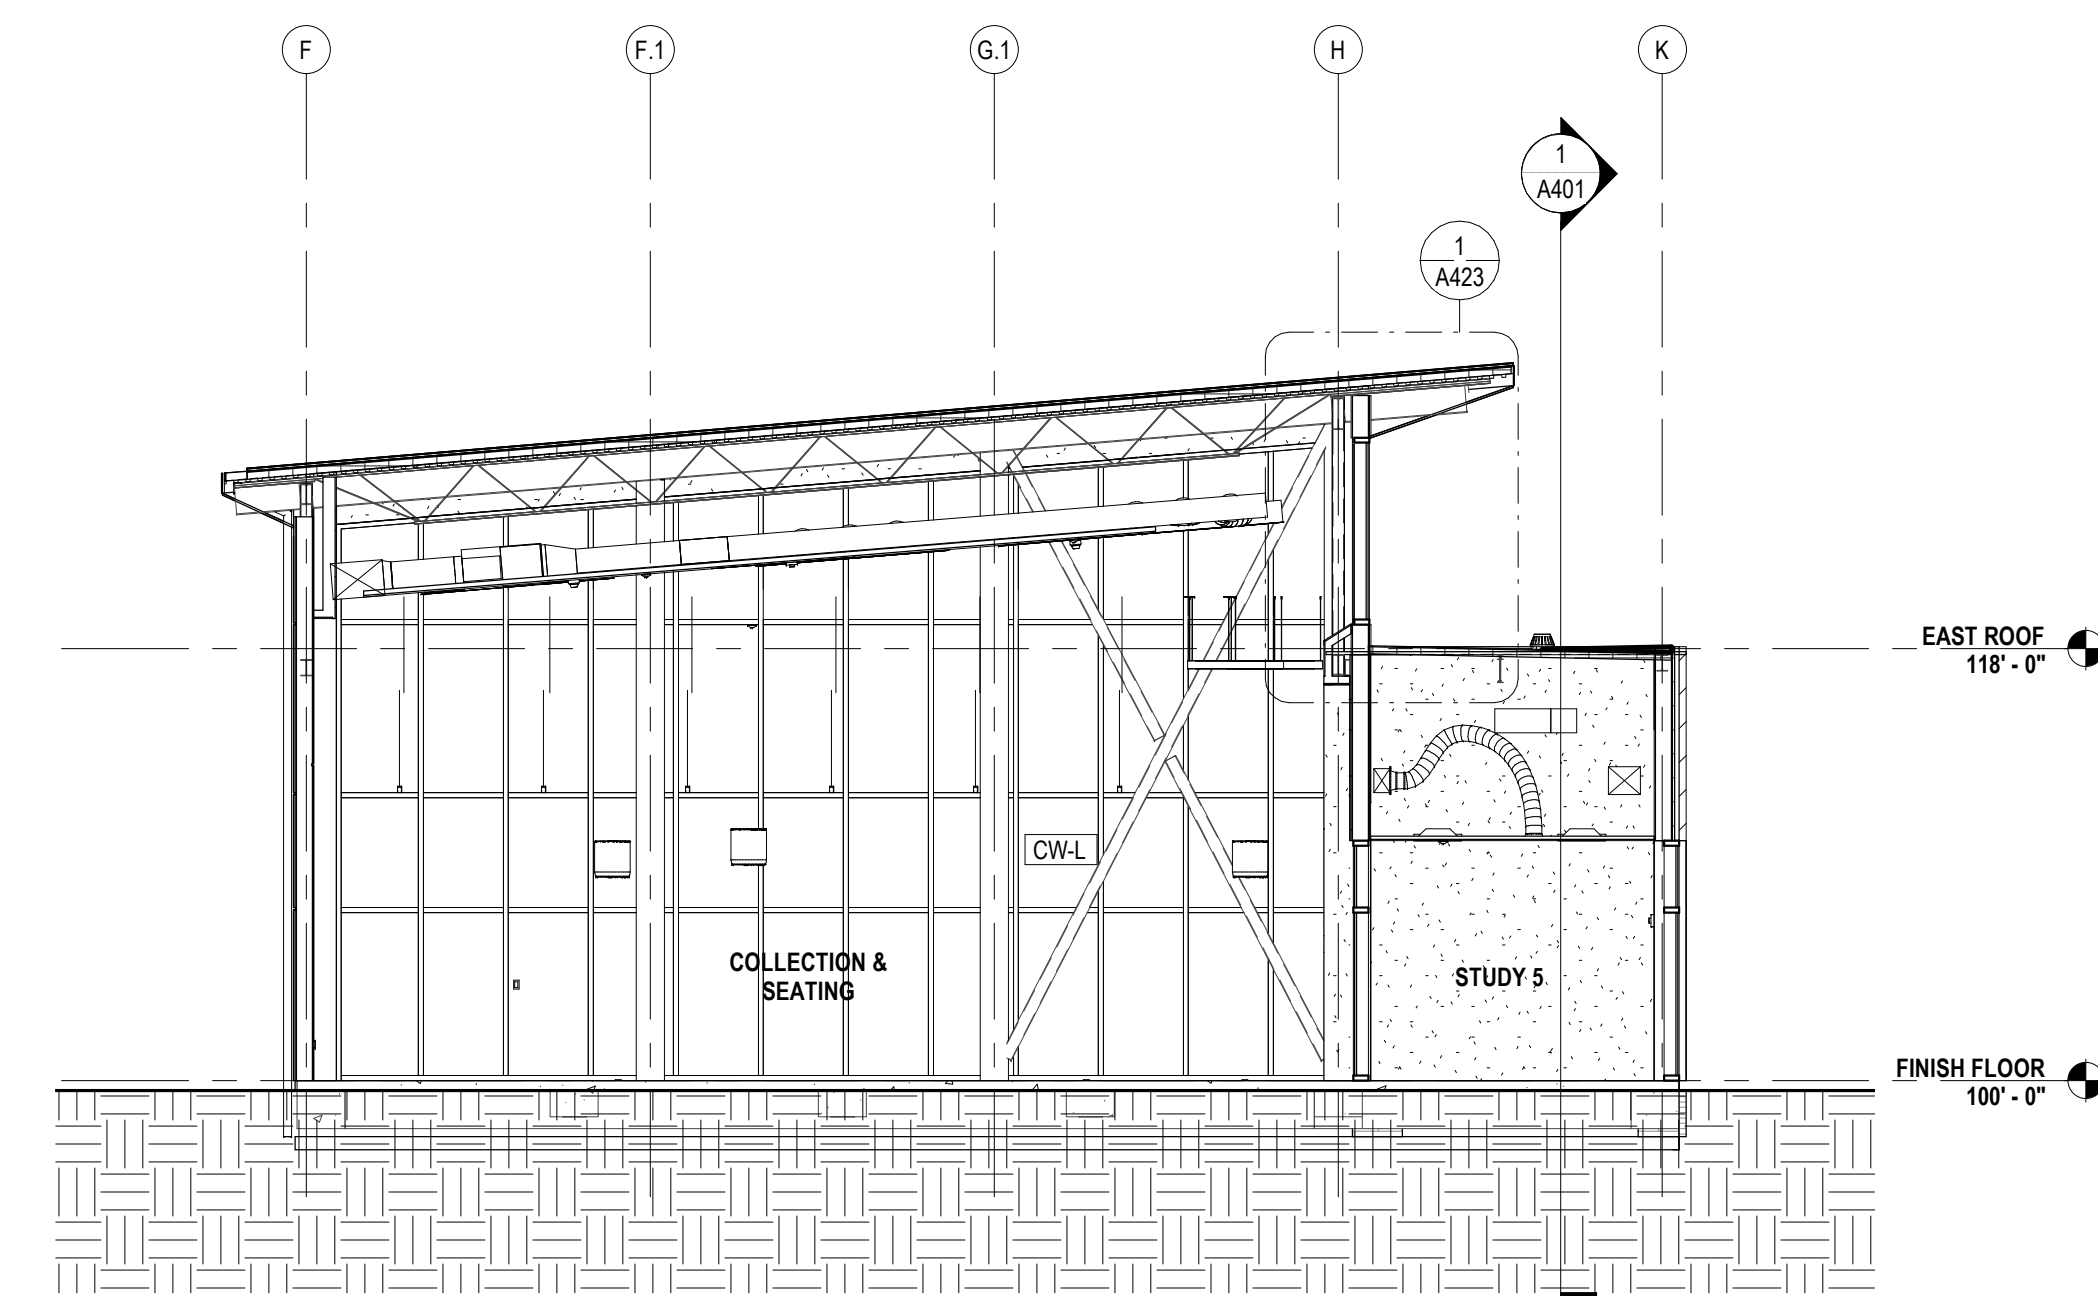 F
F.1
G.1
H
K
1
A401
1
A423
EAST ROOF
118' - 0"
CW-L
COLLECTION &
SEATING
STUDY 5
FINISH FLOOR
100' - 0"